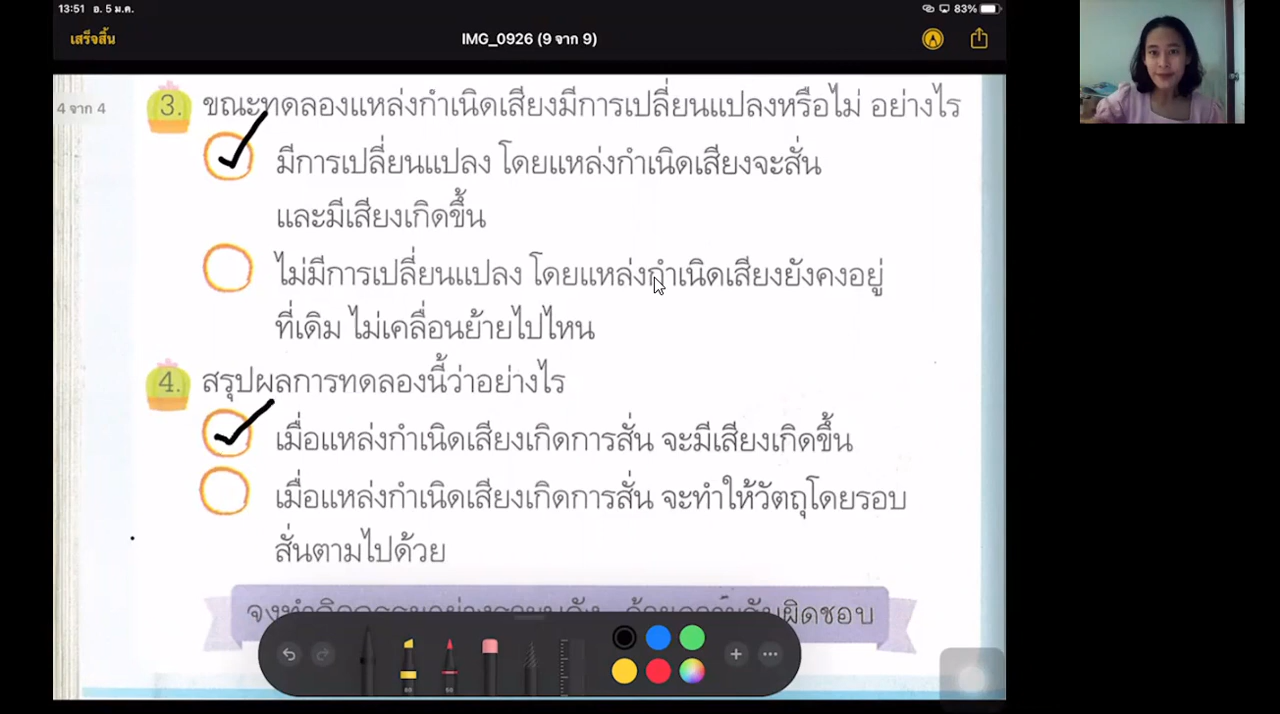 13:51 อ. 5 ม.ค.
83%
เสร็จสิ้น
IMG_0926 (9 จาก 9)
4 จาก 4
3. ขณะทดลองแหล่งกำเนิดเสียงมีการเปลี่ยนแปลงหรือไม่ อย่างไร
มีการเปลี่ยนแปลง โดยแหล่งกำเนิดเสียงจะสั่น
และมีเสียงเกิดขึ้น
ไม่มีการเปลี่ยนแปลง โดยแหล่งกำเนิดเสียงยังคงอยู่
ที่เดิม ไม่เคลื่อนย้ายไปไหน
4. สรุปผลการทดลองนี้ว่าอย่างไร
เมื่อแหล่งกำเนิดเสียงเกิดการสั่น จะมีเสียงเกิดขึ้น
เมื่อแหล่งกำเนิดเสียงเกิดการสั่น จะทำให้วัตถุโดยรอบ
สั่นตามไปด้วย